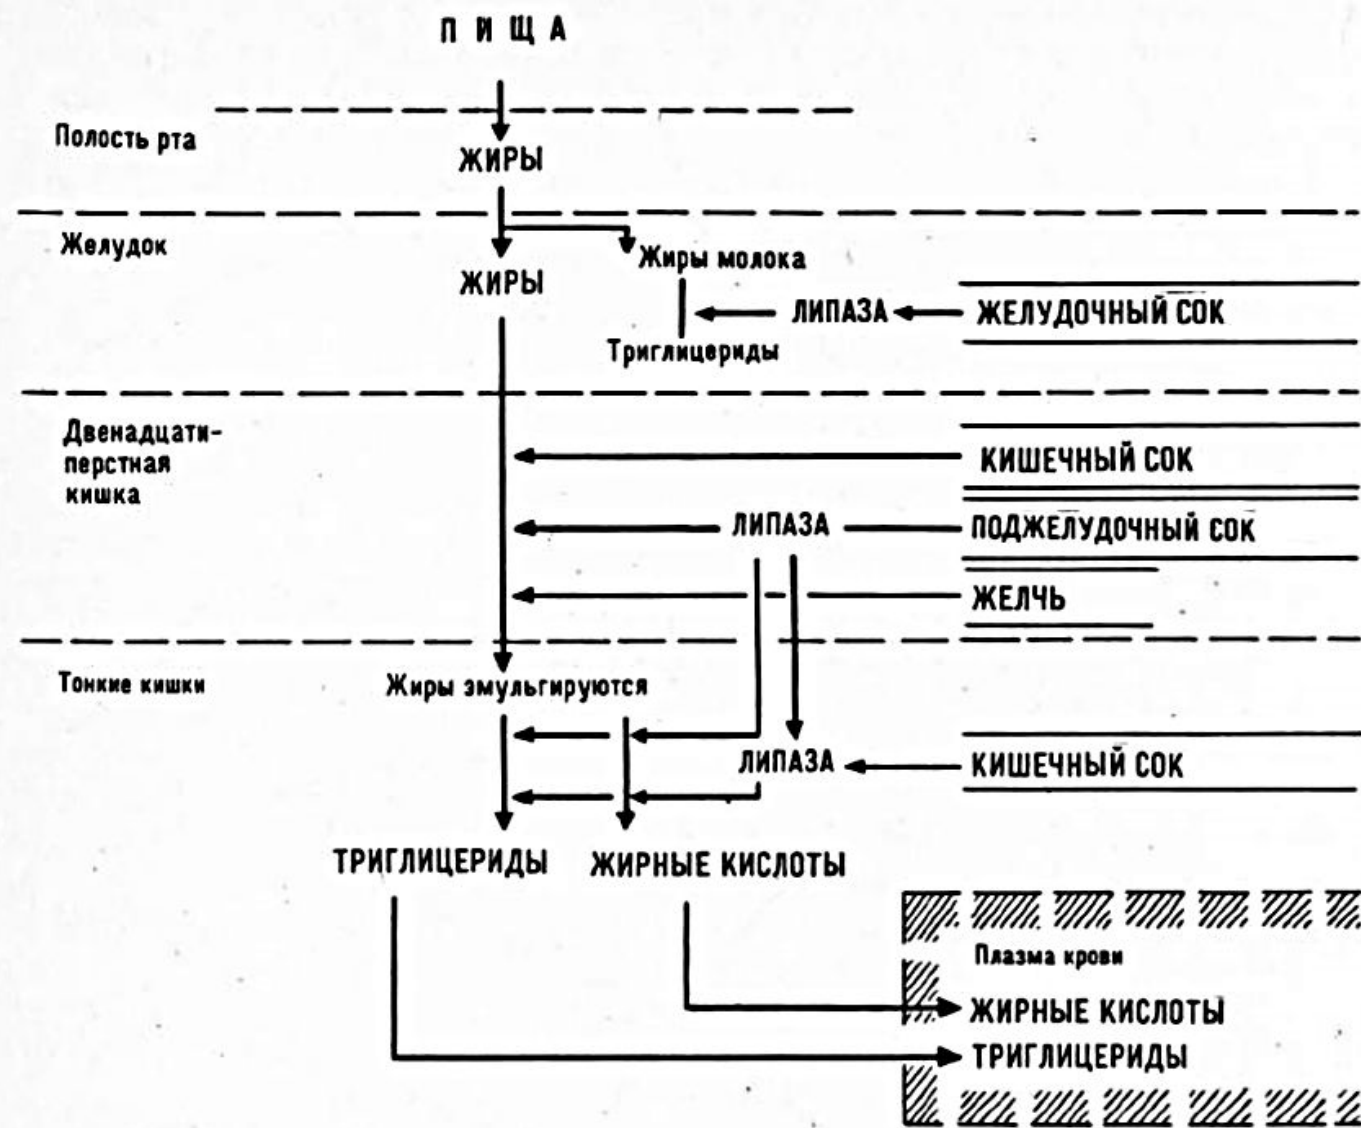 ПИЩА
Полость рта
ЖИРЫ
Желудок
Жиры молока
ЖИРЫ
ЛИПАЗА
ЖЕЛУДОЧНЫЙ СОК
Триглицериды
Двенадцати-
перстная
кишка
КИШЕЧНЫЙ СОК
ЛИПАЗА
ПОДЖЕЛУДОЧНЫЙ СОК
ЖЕЛЧЬ
Тонкие кишки
Жиры эмульгируются
ЛИПАЗА
КИШЕЧНЫЙ СОК
ТРИГЛИЦЕРИДЫ
ЖИРНЫЕ КИСЛОТЫ
Плазма крови
ЖИРНЫЕ КИСЛОТЫ
ТРИГЛИЦЕРИДЫ